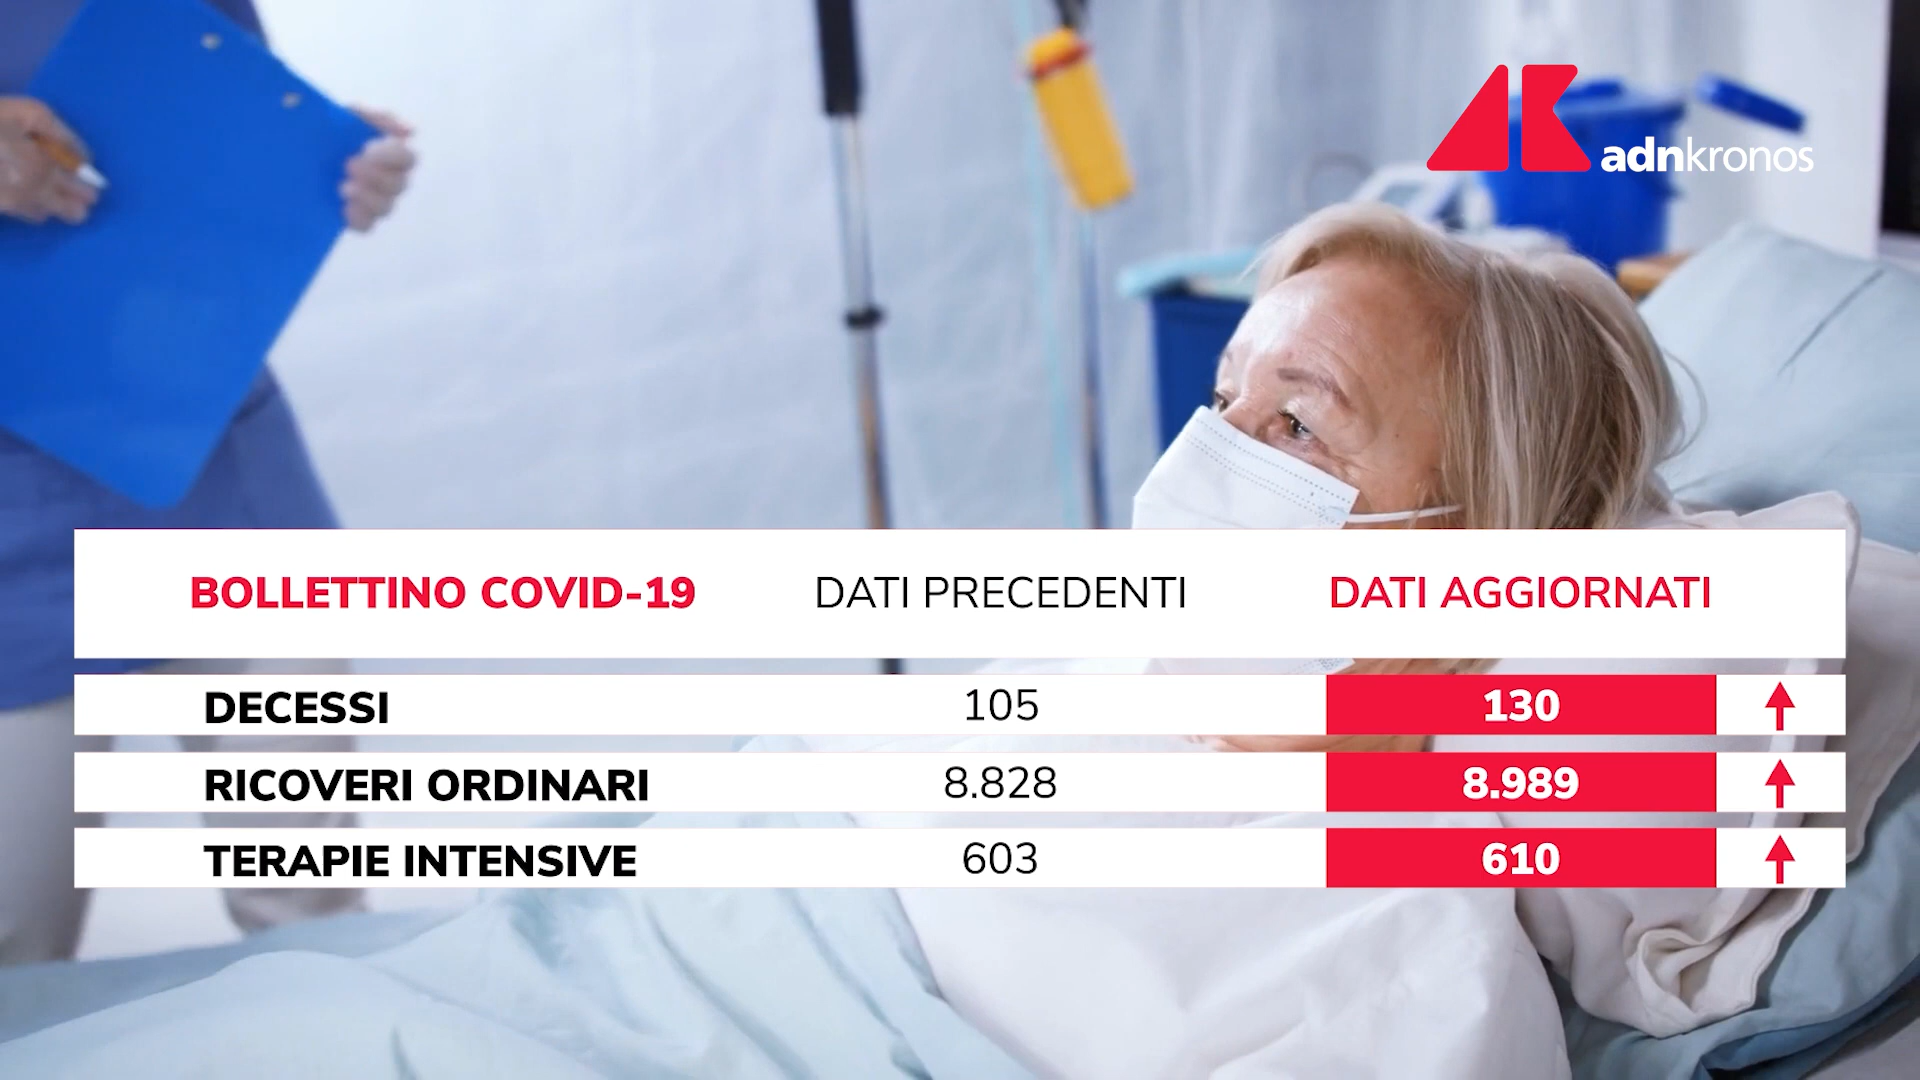 adnkronos
BOLLETTINO COVID-19 DATI PRECEDENTI DATI AGGIORNATI
DECESSI 105 130
RICOVERI ORDINARI 8.828 8.989
TERAPIE INTENSIVE 603 610